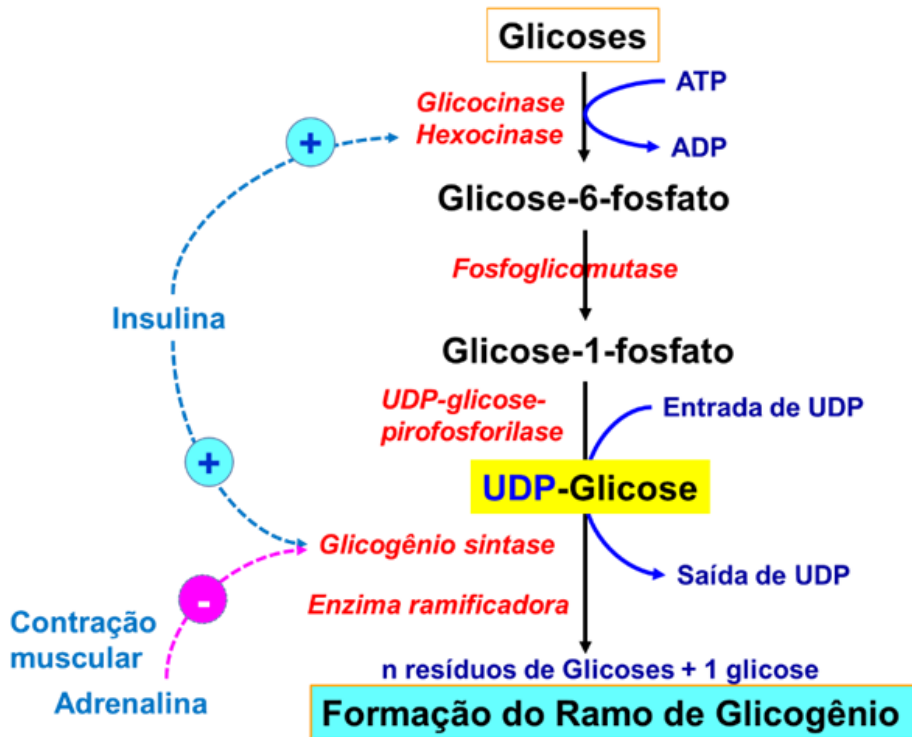 Glicoses
ATP
Glicocinase
Hexocinase
ADP
+
Glicose-6-fosfato
Fosfoglicomutase
Insulina
Glicose-1-fosfato
UDP-glicose-
pirofosforilase
Entrada de UDP
+
UDP-Glicose
Glicogênio sintase
Saída de UDP
-
Enzima ramificadora
Contração
muscular
Adrenalina
n resíduos de Glicoses + 1 glicose
Formação do Ramo de Glicogênio